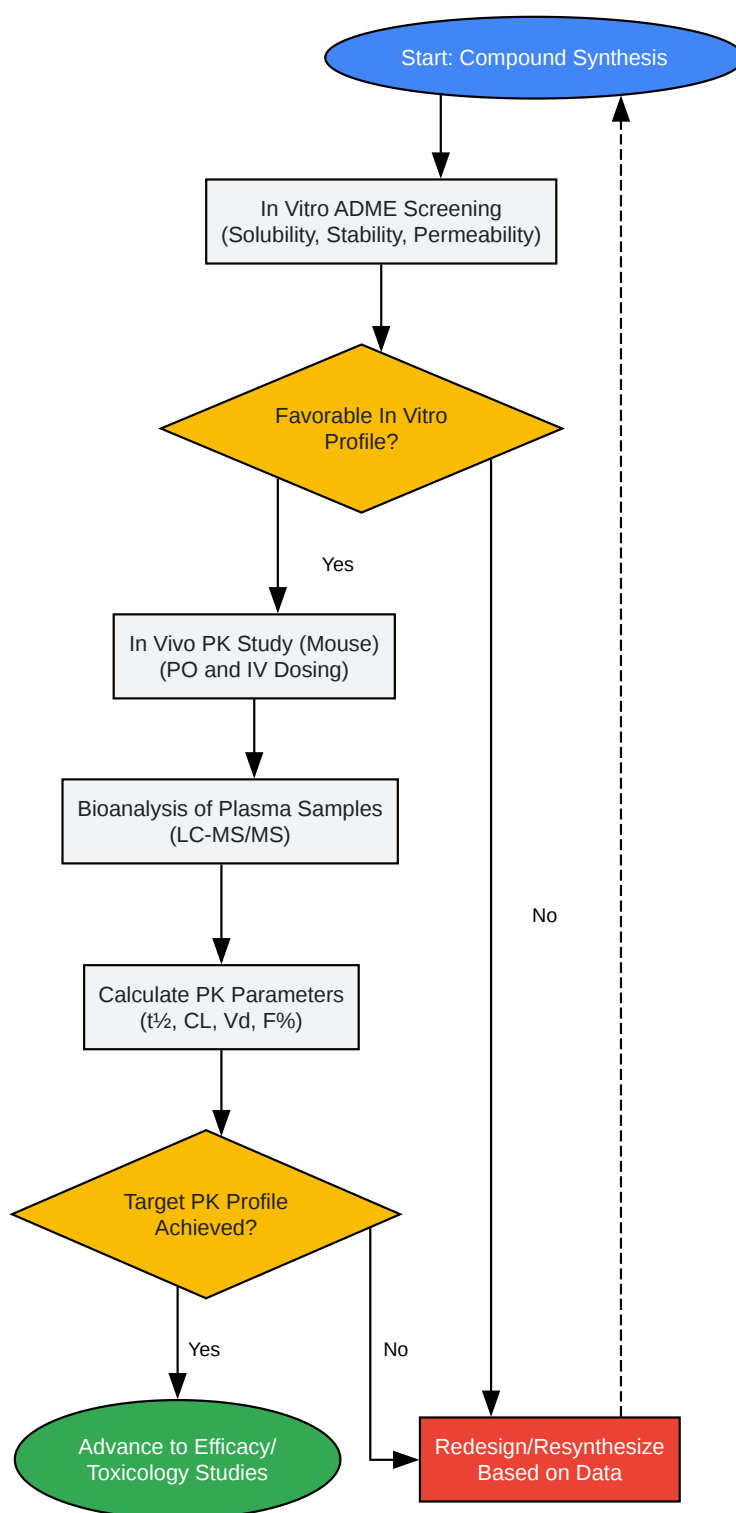 Start: Compound Synthesis
In Vitro ADME Screening
(Solubility, Stability, Permeability)
Favorable In Vitro
Profile?
Yes
In Vivo PK Study (Mouse)
(PO and IV Dosing)
Bioanalysis of Plasma Samples
(LC-MS/MS)
No
Calculate PK Parameters
(t½, CL, Vd, F%)
Target PK Profile
Achieved?
Yes
No
Advance to Efficacy/
Toxicology Studies
Redesign/Resynthesize
Based on Data